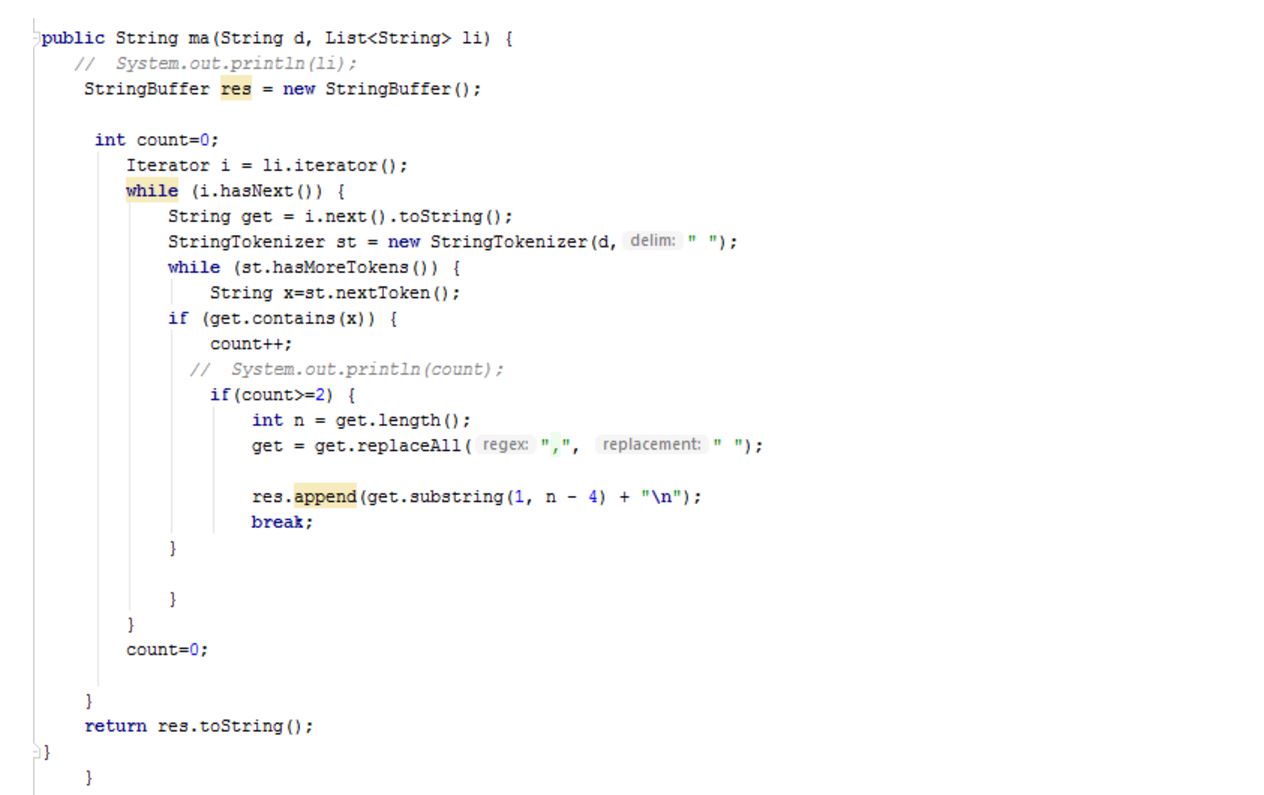 public String ma(String d, List<String> li) {
// System.out.println(li);
StringBuffer res = new StringBuffer();
int count=0;
Iterator i = li.iterator();
while (i.hasNext()) {
String get = i.next().toString();
StringTokenizer st = new StringTokenizer(d, delim: " ");
while (st.hasMoreTokens()) {
String x=st.nextToken();
if (get.contains(x)) {
count++;
// System.out.println(count);
if(count>=2) {
int n = get.length();
get = get.replaceAll( regex: ",", replacement: " ");
res.append(get.substring(1, n - 4) + "\n");
break;
}
}
}
count=0;
}
return res.toString();
}
}